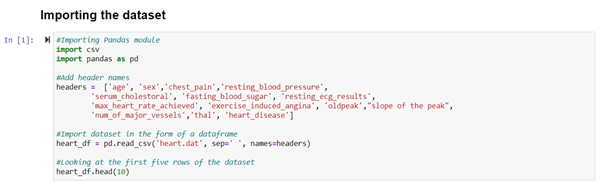 Importing the dataset
In [1]:
#Importing Pandas module
import csv
import pandas as pd
#Add header names
headers =  ['age', 'sex','chest_pain','resting_blood_pressure',
'serum_cholestoral', 'fasting_blood_sugar', 'resting_ecg_results',
'max_heart_rate_achieved', 'exercise_induced_angina', 'oldpeak',"slope of the peak",
'num_of_major_vessels','thal', 'heart_disease']
#Import dataset in the form of a dataframe
heart_df = pd.read_csv('heart.dat', sep=' ', names=headers)
#Looking at the first five rows of the dataset
heart_df.head(10)